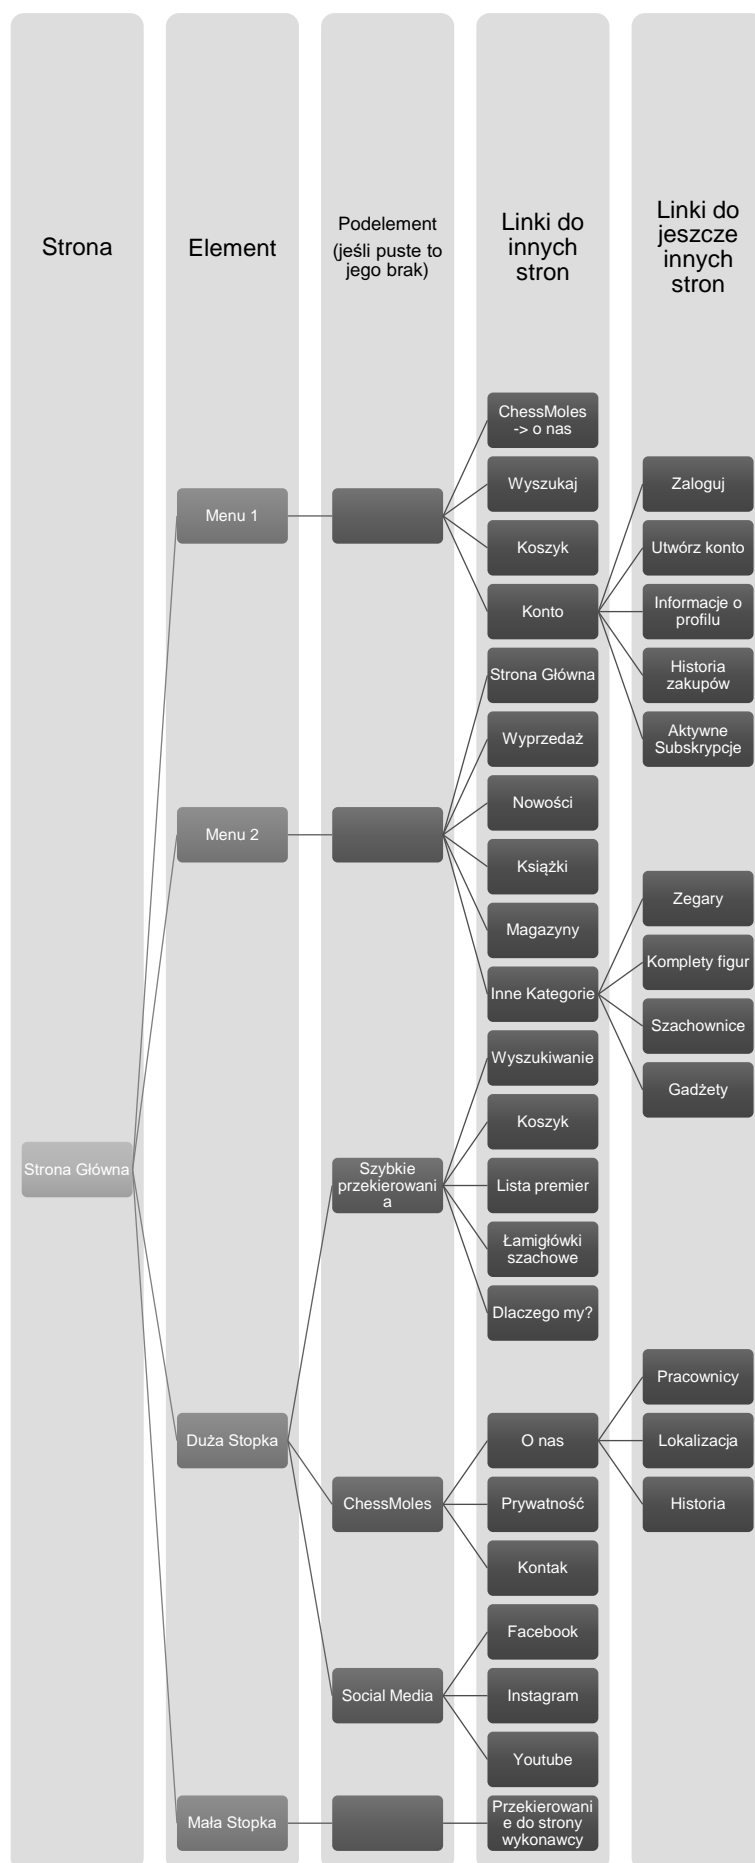 Strona
Element
Podelement
(jeśli puste to
jego brak)
Linki do
innych
stron
Linki do
jeszcze
innych
stron
ChessMoles
-> o nas
Menu 1
Wyszukaj
Zaloguj
Koszyk
Utwórz konto
Konto
Informacje o
profilu
Strona Główna
Historia
zakupów
Wyprzedaż
Aktywne
Subskrypcje
Menu 2
Nowości
Książki
Zegary
Magazyny
Komplety figur
Inne Kategorie
Szachownice
Wyszukiwanie
Gadżety
Koszyk
Strona Główna
Szybkie
przekierowani
a
Lista premier
Łamigłówki
szachowe
Dlaczego my?
Pracownicy
Duża Stopka
O nas
Lokalizacja
ChessMoles
Prywatność
Historia
Kontak
Facebook
Social Media
Instagram
Youtube
Mała Stopka
Przekierowani
e do strony
wykonawcy